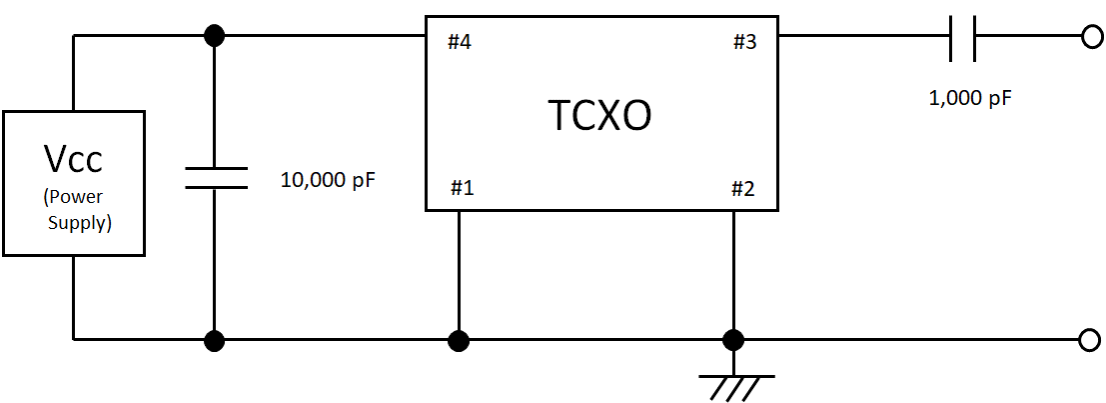 #4
#3
1,000 pF
TCXO
Vcc
(Power
Supply)
10,000 pF
#1
#2